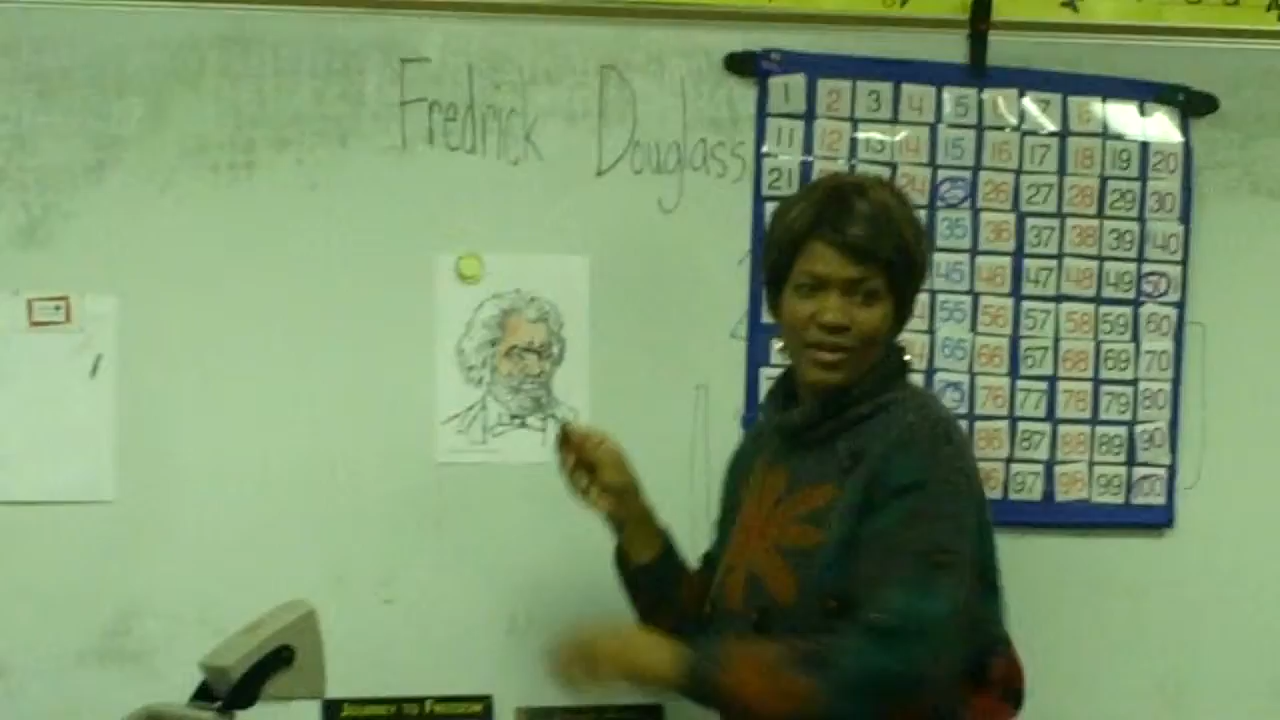 Fredrick Douglass
1 2 3 4 5 7
11 12 13 14 15 16 17 18 19 20
21 24 25 26 27 28 29 30
35 36 37 38 39 40
45 46 47 48 49 50
55 56 57 58 59 60
65 66 67 68 69 70
76 77 78 79 80
86 87 88 89 90
97 98 99 100
JOURNEY TO FREEDOM